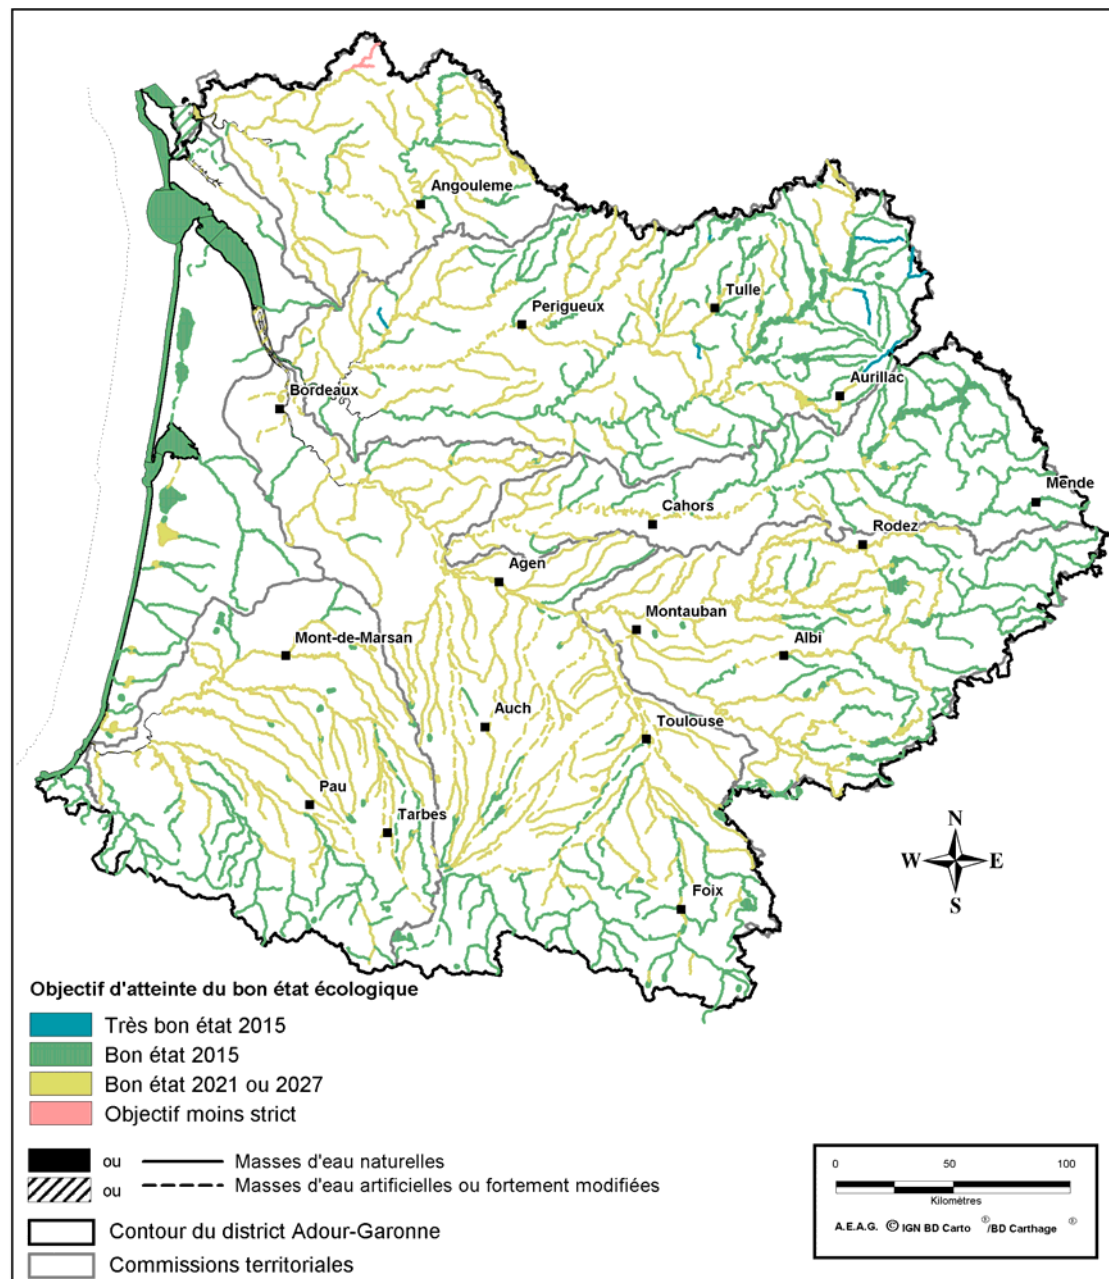 Angouleme
Perigueux
Tulle
Aurillac
Bordeaux
Mende
Cahors
Rodez
Agen
Montauban
Mont-de-Marsan
Albi
Auch
Toulouse
Pau
Tarbes
Foix
N
W E
S
Objectif d'atteinte du bon état écologique
Très bon état 2015
Bon état 2015
Bon état 2021 ou 2027
Objectif moins strict
ou Masses d'eau naturelles
ou Masses d'eau artificielles ou fortement modifiées
Contour du district Adour-Garonne
Commissions territoriales
0 50 100
Kilomètres
A.E.A.G. © IGN BD Carto ® /BD Carthage ®